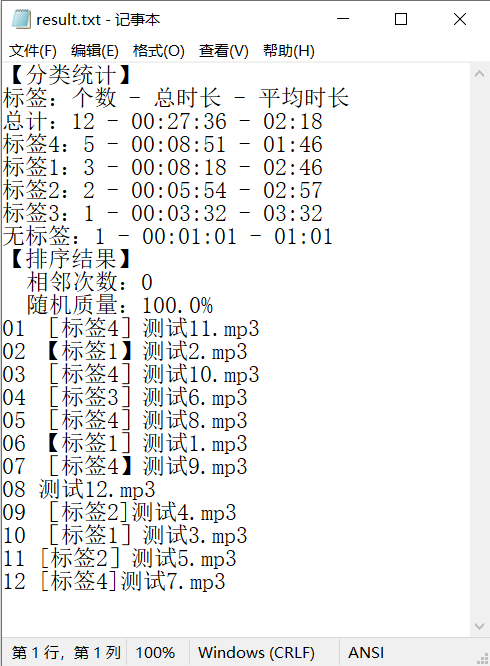 result.txt - 记事本
文件(F) 编辑(E) 格式(O) 查看(V) 帮助(H)
【分类统计】
标签：个数 - 总时长 - 平均时长
总计：12 - 00:27:36 - 02:18
标签4：5 - 00:08:51 - 01:46
标签1：3 - 00:08:18 - 02:46
标签2：2 - 00:05:54 - 02:57
标签3：1 - 00:03:32 - 03:32
无标签：1 - 00:01:01 - 01:01
【排序结果】
相邻次数：0
随机质量：100.0%
01 ［标签4］测试11.mp3
02 【标签1】测试2.mp3
03 ［标签4］测试10.mp3
04 ［标签3］测试6.mp3
05 ［标签4］测试8.mp3
06 【标签1］测试1.mp3
07 ［标签4】测试9.mp3
08 测试12.mp3
09 ［标签2]测试4.mp3
10 ［标签1］测试3.mp3
11 [标签2］测试5.mp3
12 [标签4]测试7.mp3
第 1 行，第 1 列 100% Windows (CRLF) ANSI